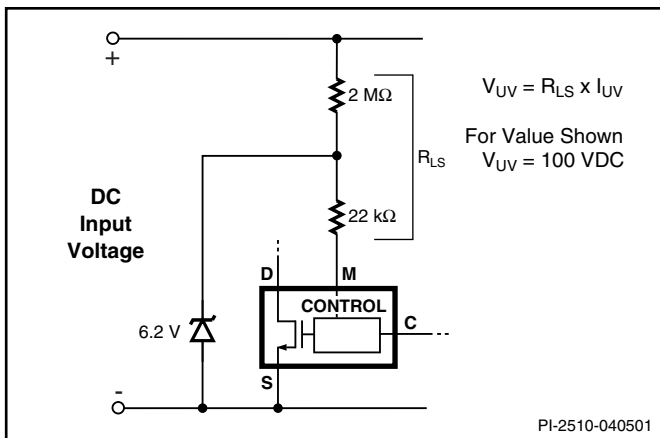 +
2 MΩ
V_UV = R_LS x I_UV
For Value Shown
V_UV = 100 VDC
R_LS
DC
Input
Voltage
22 kΩ
D
M
CONTROL
C
6.2 V
S
-
PI-2510-040501